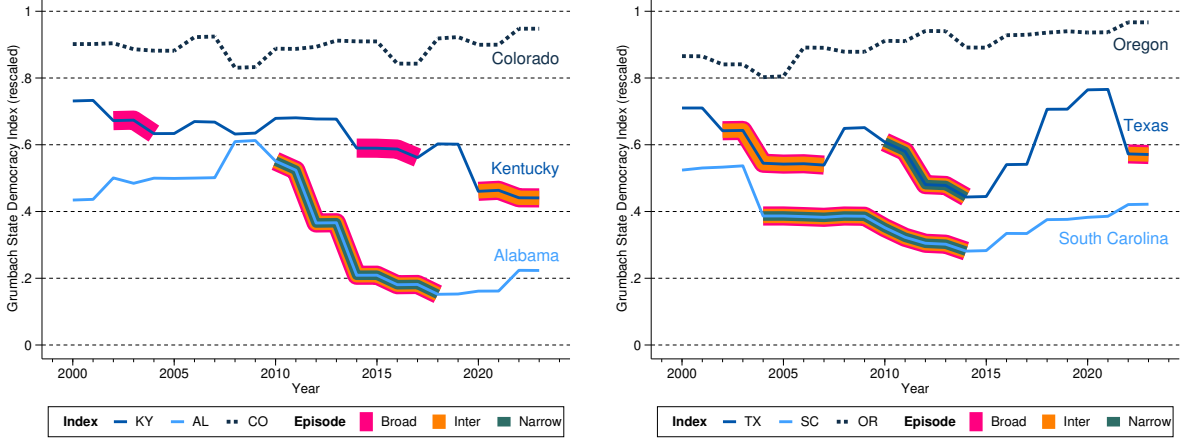 Grumbach State Democracy Index (rescaled)
1
.8
.6
.4
.2
0
Colorado
Kentucky
Alabama
2000 2005 2010 2015 2020
Year
Index KY AL CO Episode Broad Inter Narrow
Grumbach State Democracy Index (rescaled)
1
.8
.6
.4
.2
0
Oregon
Texas
South Carolina
2000 2005 2010 2015 2020
Year
Index TX SC OR Episode Broad Inter Narrow